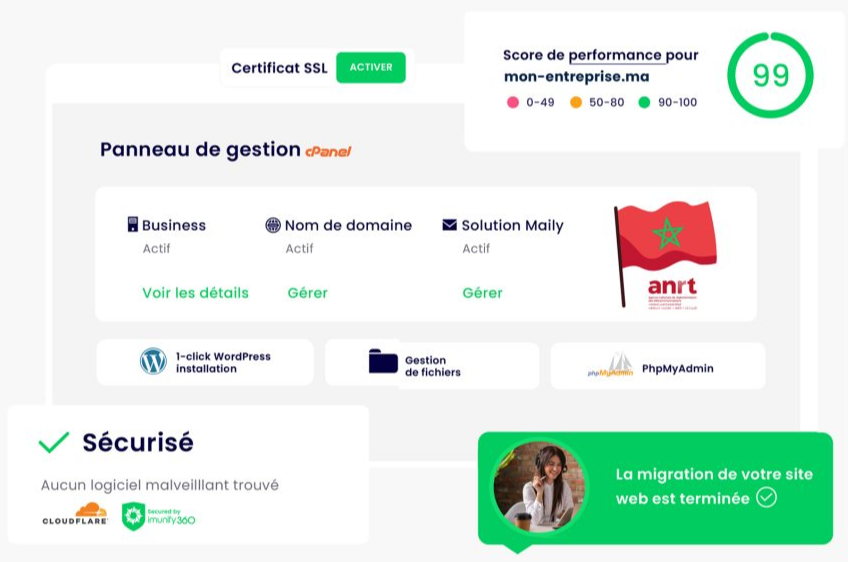 Certificat SSL
ACTIVER
Score de performance pour
mon-entreprise.ma
0-49
50-80
90-100
99
Panneau de gestion cPanel
Business
Actif
Voir les détails
Nom de domaine
Actif
Gérer
Solution Maily
Actif
Gérer
anrt
1-click WordPress
installation
Gestion
de fichiers
phpMyAdmin
PhpMyAdmin
Sécurisé
Aucun logiciel malveilllant trouvé
CLOUDFLARE
Secured by
imunify360
La migration de votre site
web est terminée